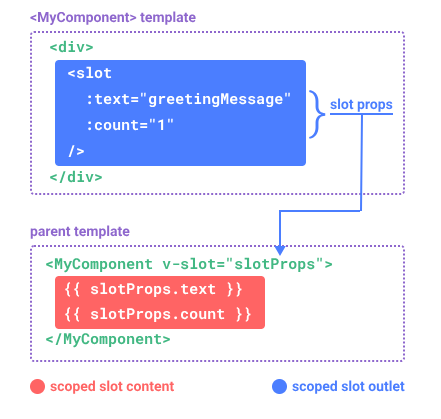 <MyComponent> template
<div>
<slot
:text="greetingMessage"
:count="1"
/>
</div>
slot props
parent template
<MyComponent v-slot="slotProps">
{{ slotProps.text }}
{{ slotProps.count }}
</MyComponent>
scoped slot content
scoped slot outlet